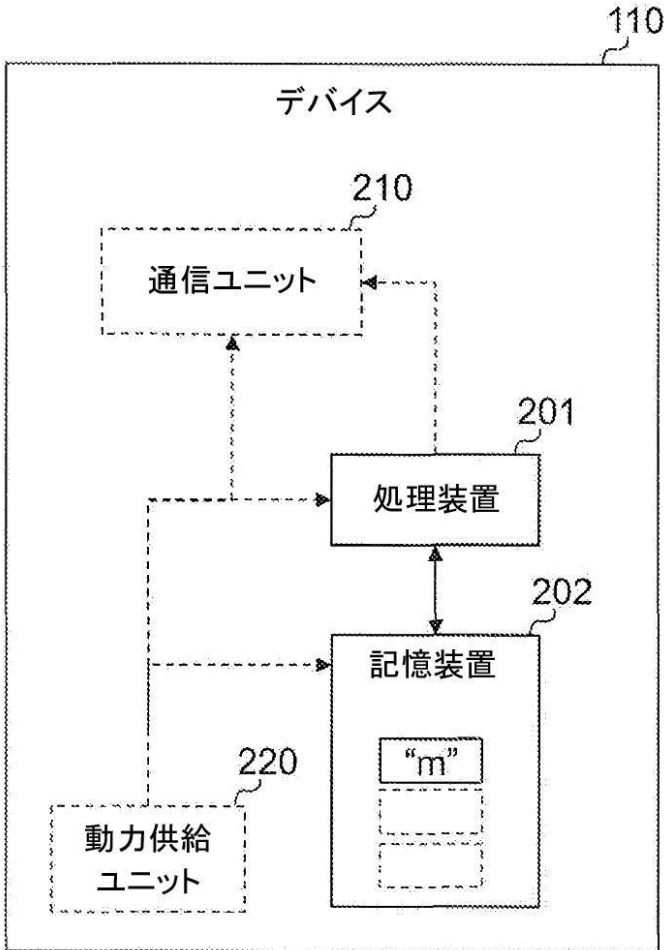 110
デバイス
210
通信ユニット
201
処理装置
202
記憶装置
“m”
220
動力供給
ユニット